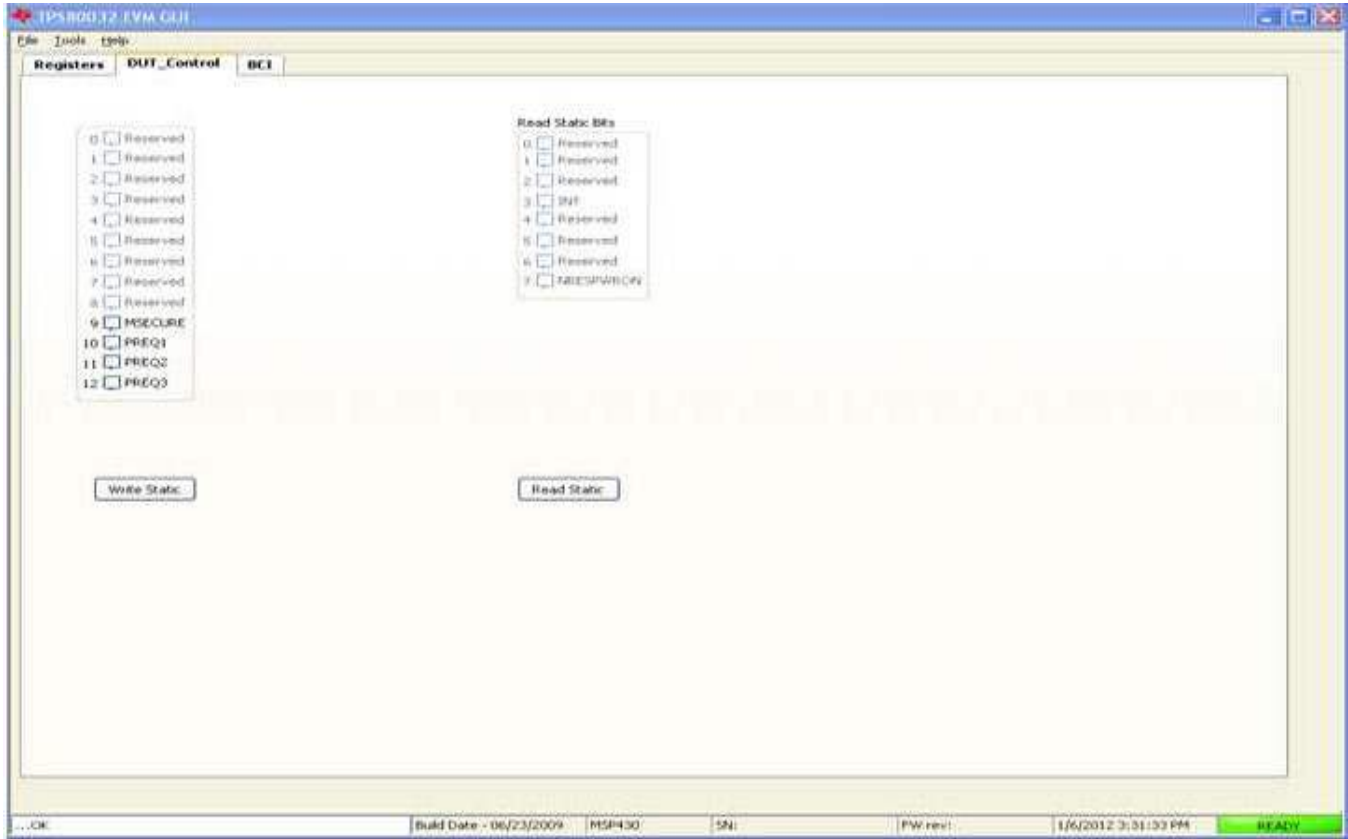 TPS80032 EVM GUI
File Tools Help
Registers DUT_Control BCI
0 Reserved
1 Reserved
2 Reserved
3 Reserved
4 Reserved
5 Reserved
6 Reserved
7 Reserved
8 Reserved
9 MSECURE
10 PREQ1
11 PREQ2
12 PREQ3
Write Static
Read Static Bits
0 Reserved
1 Reserved
2 Reserved
3 INT
4 Reserved
5 Reserved
6 Reserved
7 NRESPWRON
Read Static
...OK Build Date - 06/23/2009 MSP430 SN: FW rev: 1/6/2012 3:31:33 PM READY